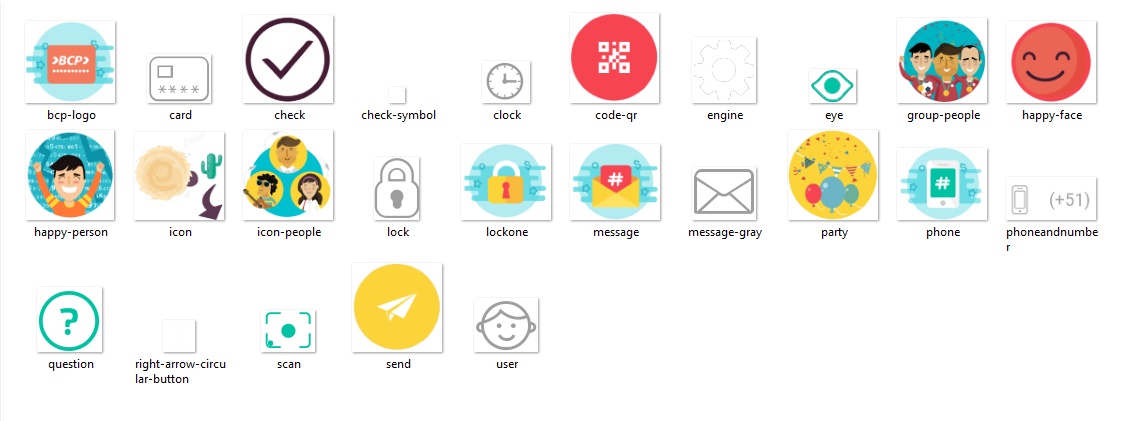 >BCP>
****
bcp-logo
card
check
check-symbol
clock
code-qr
engine
eye
group-people
happy-face
#
#
(+51)
happy-person
icon
icon-people
lock
lockone
message
message-gray
party
phone
phoneandnumbe
r
?
question
right-arrow-circu
lar-button
scan
send
user